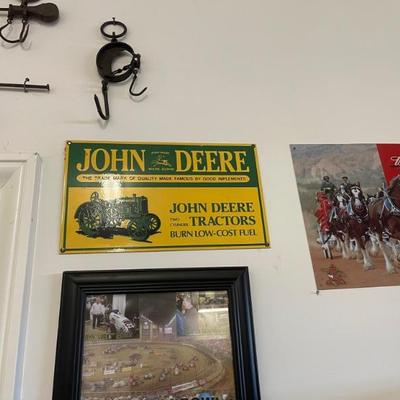 JOHN DEERE
THE TRADE MARK OF QUALITY MADE FAMOUS BY GOOD IMPLEMENTS
JOHN DEERE
TWO
CYLINDER
TRACTORS
BURN LOW-COST FUEL